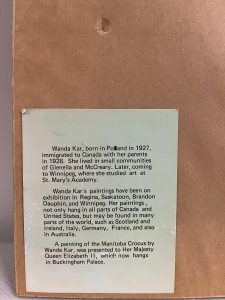 Wanda Kar, born in Poland in 1927,
immigrated to Canada with her parents
in 1928. She lived in small communities
of Glenella and McCreary. Later, coming
to Winnipeg, where she studied art at
St. Mary's Academy.
Wanda Kar's paintings have been on
exhibition in Regina, Saskatoon, Brandon
Dauphin, and Winnipeg. Her paintings,
not only hang in all parts of Canada and
United States, but may be found in many
parts of the world, such as Scotland and
Ireland, Italy, Germany, France, and also
in Australia.
A painting of the Manitoba Crocus by
Wanda Kar, was presented to Her Majesty
Queen Elizabeth II, which now hangs
in Buckingham Palace.